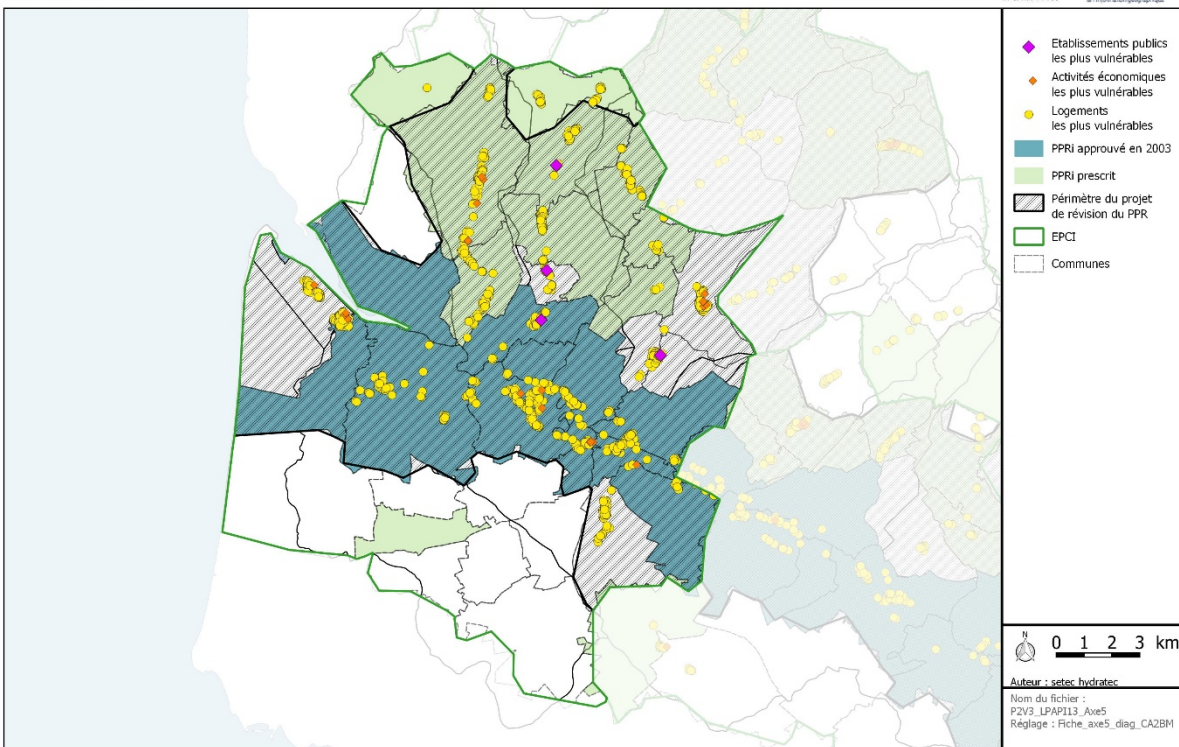 Etablissements publics
les plus vulnérables
Activités économiques
les plus vulnérables
Logements
les plus vulnérables
PPRi approuvé en 2003
PPRi prescrit
Périmètre du projet
de révision du PPR
EPCI
Communes
N
0 1 2 3 km
Auteur : setec hydratec
Nom du fichier :
P2V3_LPAPI13_Axe5
Réglage : Fiche_axe5_diag_CA2BM